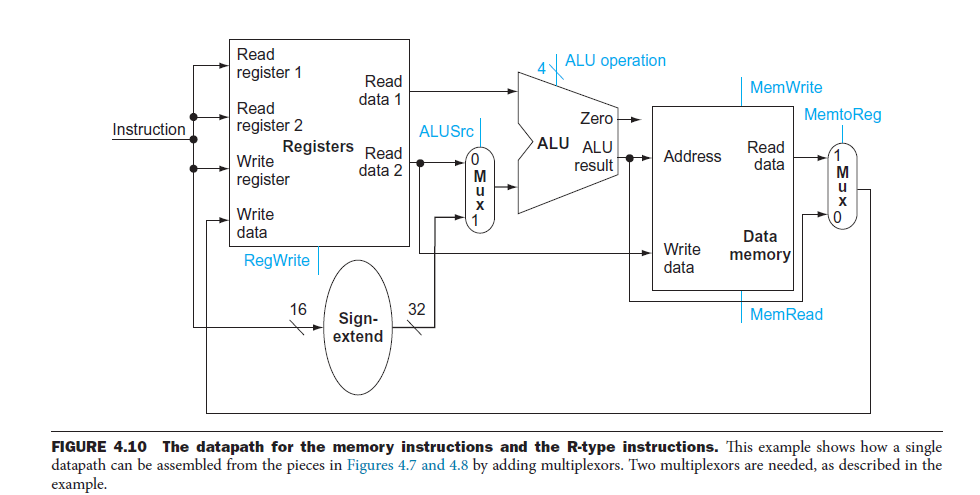 Instruction
Read
register 1
Read
register 2
Registers
Write
register
Write
data
Read
data 1
Read
data 2
RegWrite
16
Sign-
extend
32
ALUSrc
0
M
u
x
1
4
ALU operation
Zero
ALU
ALU
result
MemWrite
Address
Read
data
Write
data
Data
memory
MemRead
MemtoReg
1
M
u
x
0
FIGURE 4.10 The datapath for the memory instructions and the R-type instructions. This example shows how a single
datapath can be assembled from the pieces in Figures 4.7 and 4.8 by adding multiplexors. Two multiplexors are needed, as described in the
example.